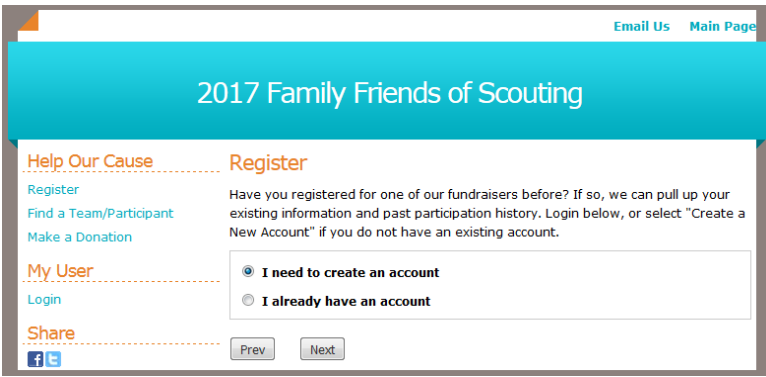 Email Us Main Page
2017 Family Friends of Scouting
Help Our Cause
Register
Find a Team/Participant
Make a Donation
My User
Login
Share
f t
Register
Have you registered for one of our fundraisers before? If so, we can pull up your
existing information and past participation history. Login below, or select "Create a
New Account" if you do not have an existing account.
I need to create an account
I already have an account
Prev Next